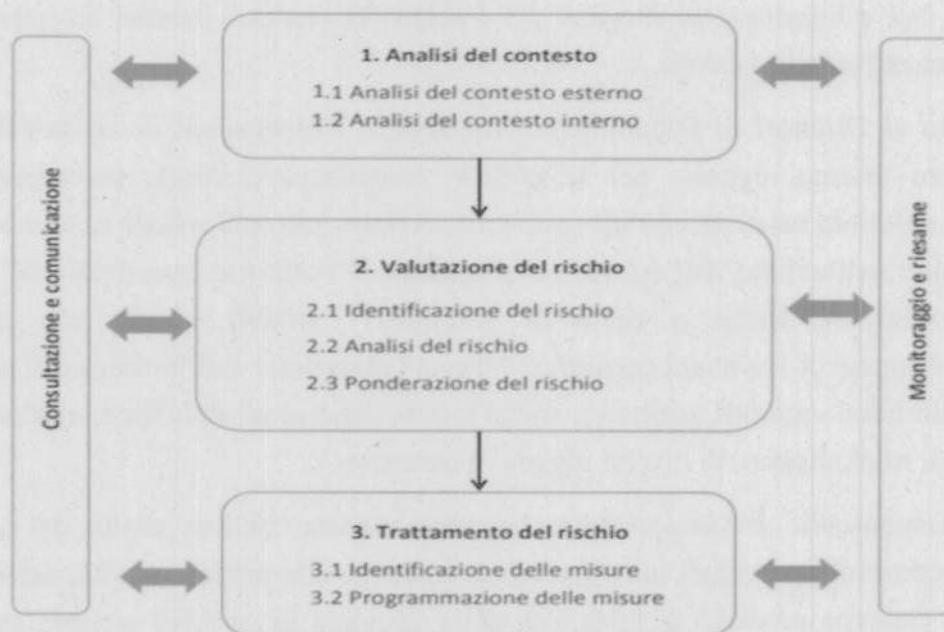 1. Analisi del contesto
1.1 Analisi del contesto esterno
1.2 Analisi del contesto interno
Consultazione e comunicazione
2. Valutazione del rischio
2.1 Identificazione del rischio
2.2 Analisi del rischio
2.3 Ponderazione del rischio
Monitoraggio e riesame
3. Trattamento del rischio
3.1 Identificazione delle misure
3.2 Programmazione delle misure